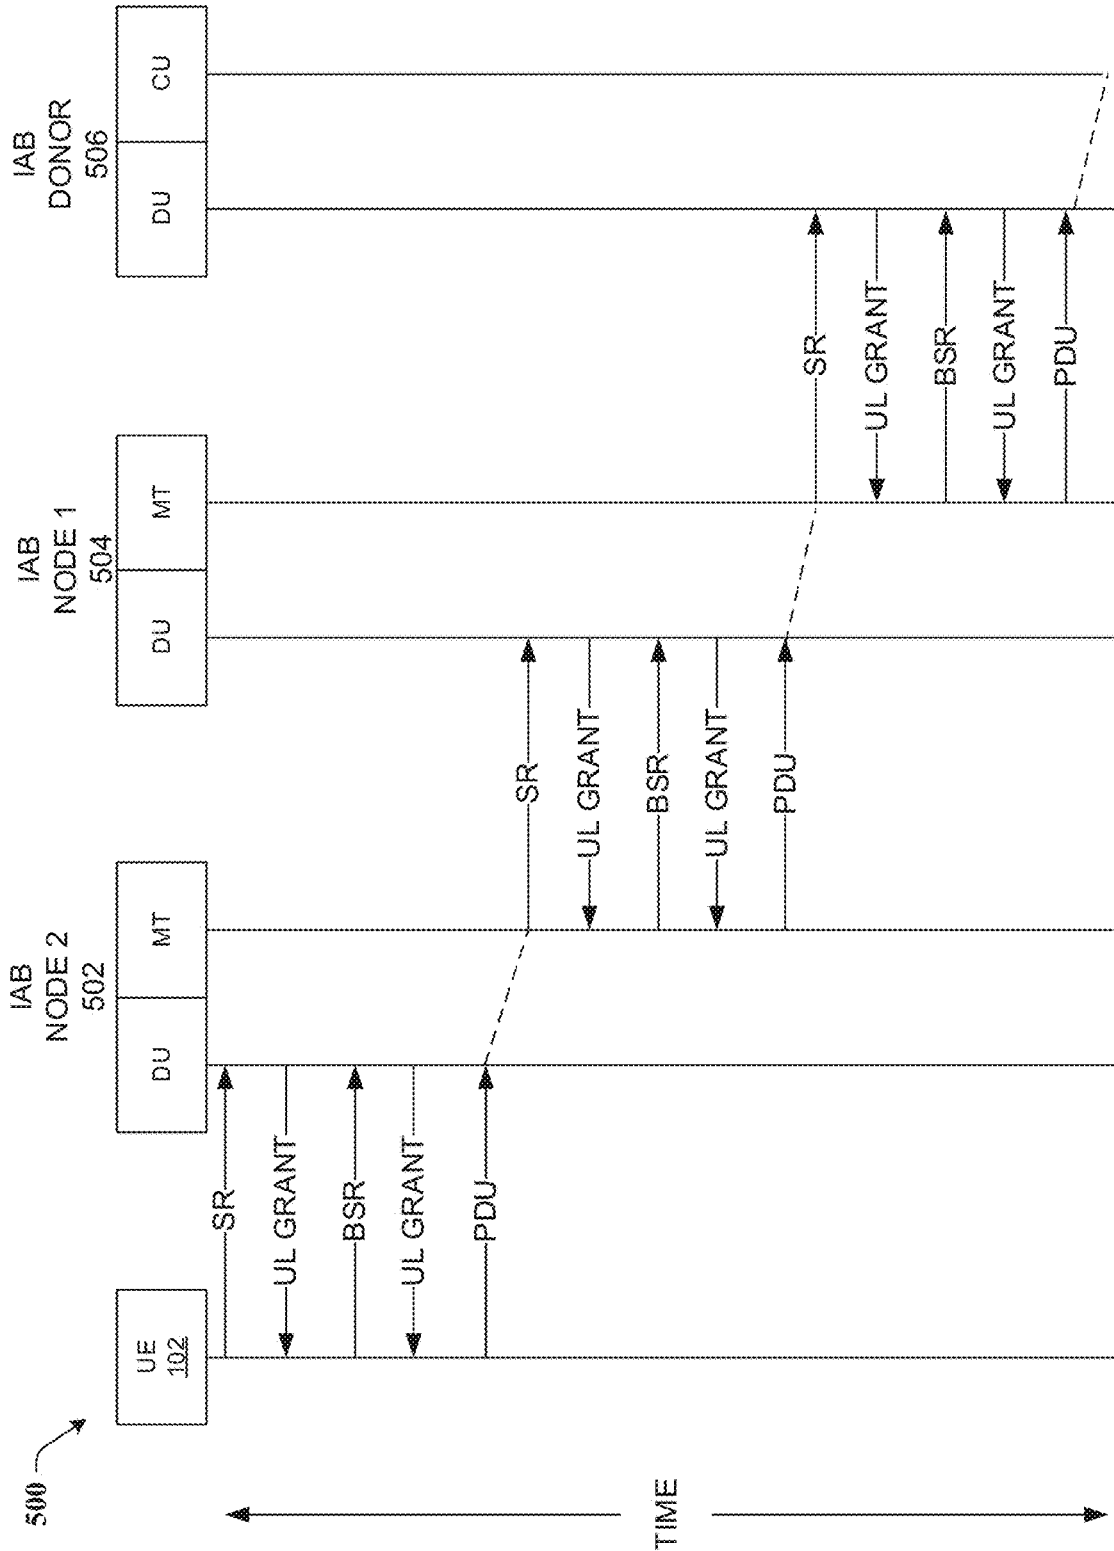 500
UE
102
IAB
NODE 2
502
DU
MT
IAB
NODE 1
504
DU
MT
IAB
DONOR
506
DU
CU
TIME
SR
UL GRANT
BSR
UL GRANT
PDU
SR
UL GRANT
BSR
UL GRANT
PDU
SR
UL GRANT
BSR
UL GRANT
PDU